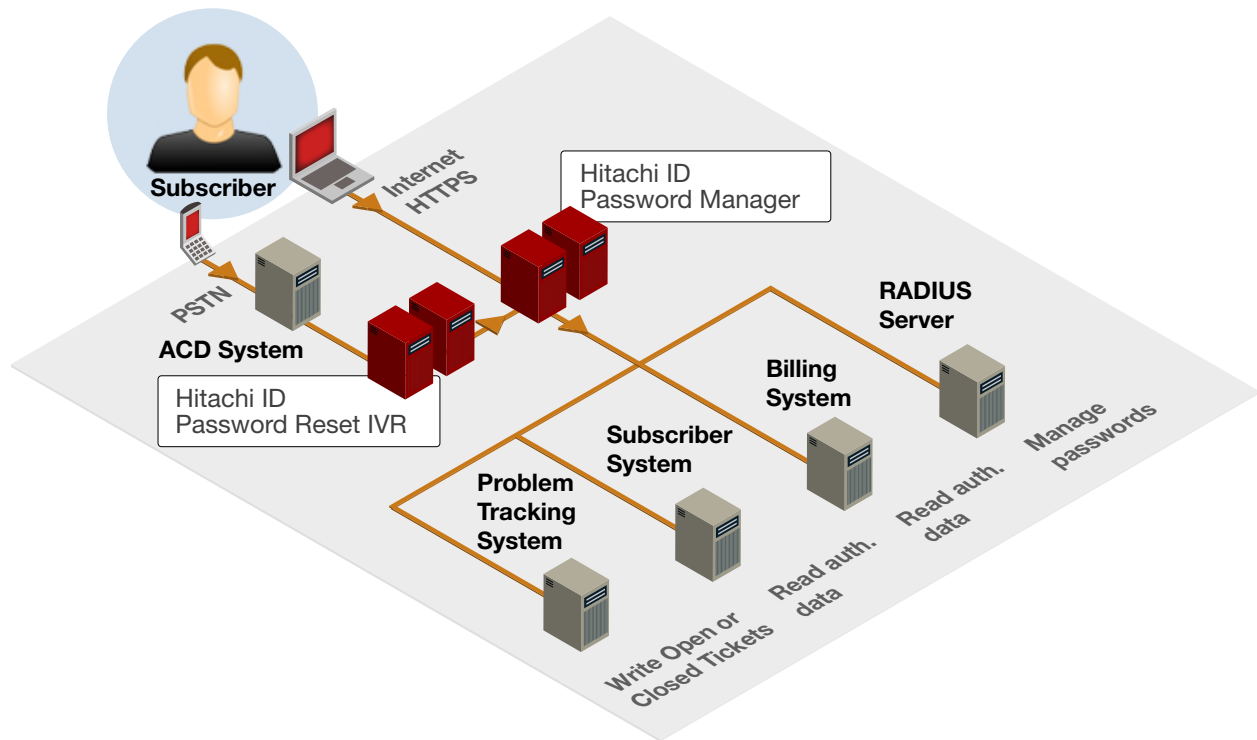 Subscriber
Internet
HTTPS
Hitachi ID
Password Manager
PSTN
ACD System
Hitachi ID
Password Reset IVR
RADIUS
Server
Billing
System
Subscriber
System
Problem
Tracking
System
Manage
passwords
Read auth.
data
Read auth.
data
Write Open or
Closed Tickets